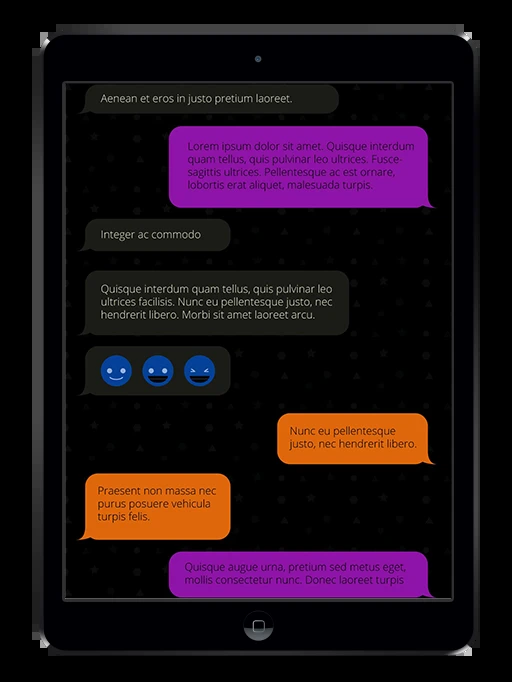 Aenean et eros in justo pretium laoreet.
Lorem ipsum dolor sit amet. Quisque interdum
quam tellus, quis pulvinar leo ultrices. Fusce-
sagittis ultrices. Pellentesque ac est ornare,
lobortis erat aliquet, malesuada turpis.
Integer ac commodo
Quisque interdum quam tellus, quis pulvinar leo
ultrices facilisis. Nunc eu pellentesque justo, nec
hendrerit libero. Morbi sit amet laoreet arcu.
Nunc eu pellentesque
justo, nec hendrerit libero.
Praesent non massa nec
purus posuere vehicula
turpis felis.
Quisque augue urna, pretium sed metus eget,
mollis consectetur nunc. Donec laoreet turpis